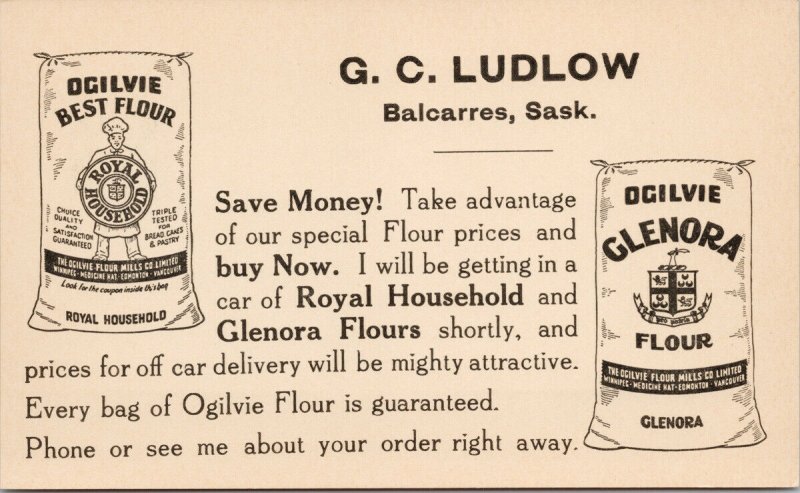 G. C. LUDLOW
Balcarres, Sask.
OGILVIE
BEST FLOUR
ROYAL
HOUSEHOLD
CHOICE
QUALITY
AND
SATISFACTION
GUARANTEED
TRIPLE
TESTED
FOR
BREAD, CAKES
& PASTRY
THE OGILVIE FLOUR MILLS CO LIMITED
WINNIPEG - MEDICINE HAT - EDMONTON - VANCOUVER
Look for the coupon inside this bag
ROYAL HOUSEHOLD
Save Money! Take advantage
of our special Flour prices and
buy Now. I will be getting in a
car of Royal Household and
Glenora Flours shortly, and
prices for off car delivery will be mighty attractive.
Every bag of Ogilvie Flour is guaranteed.
Phone or see me about your order right away.
OGILVIE
GLENORA
pro patria
FLOUR
THE OGILVIE FLOUR MILLS CO LIMITED
WINNIPEG - MEDICINE HAT - EDMONTON - VANCOUVER
GLENORA